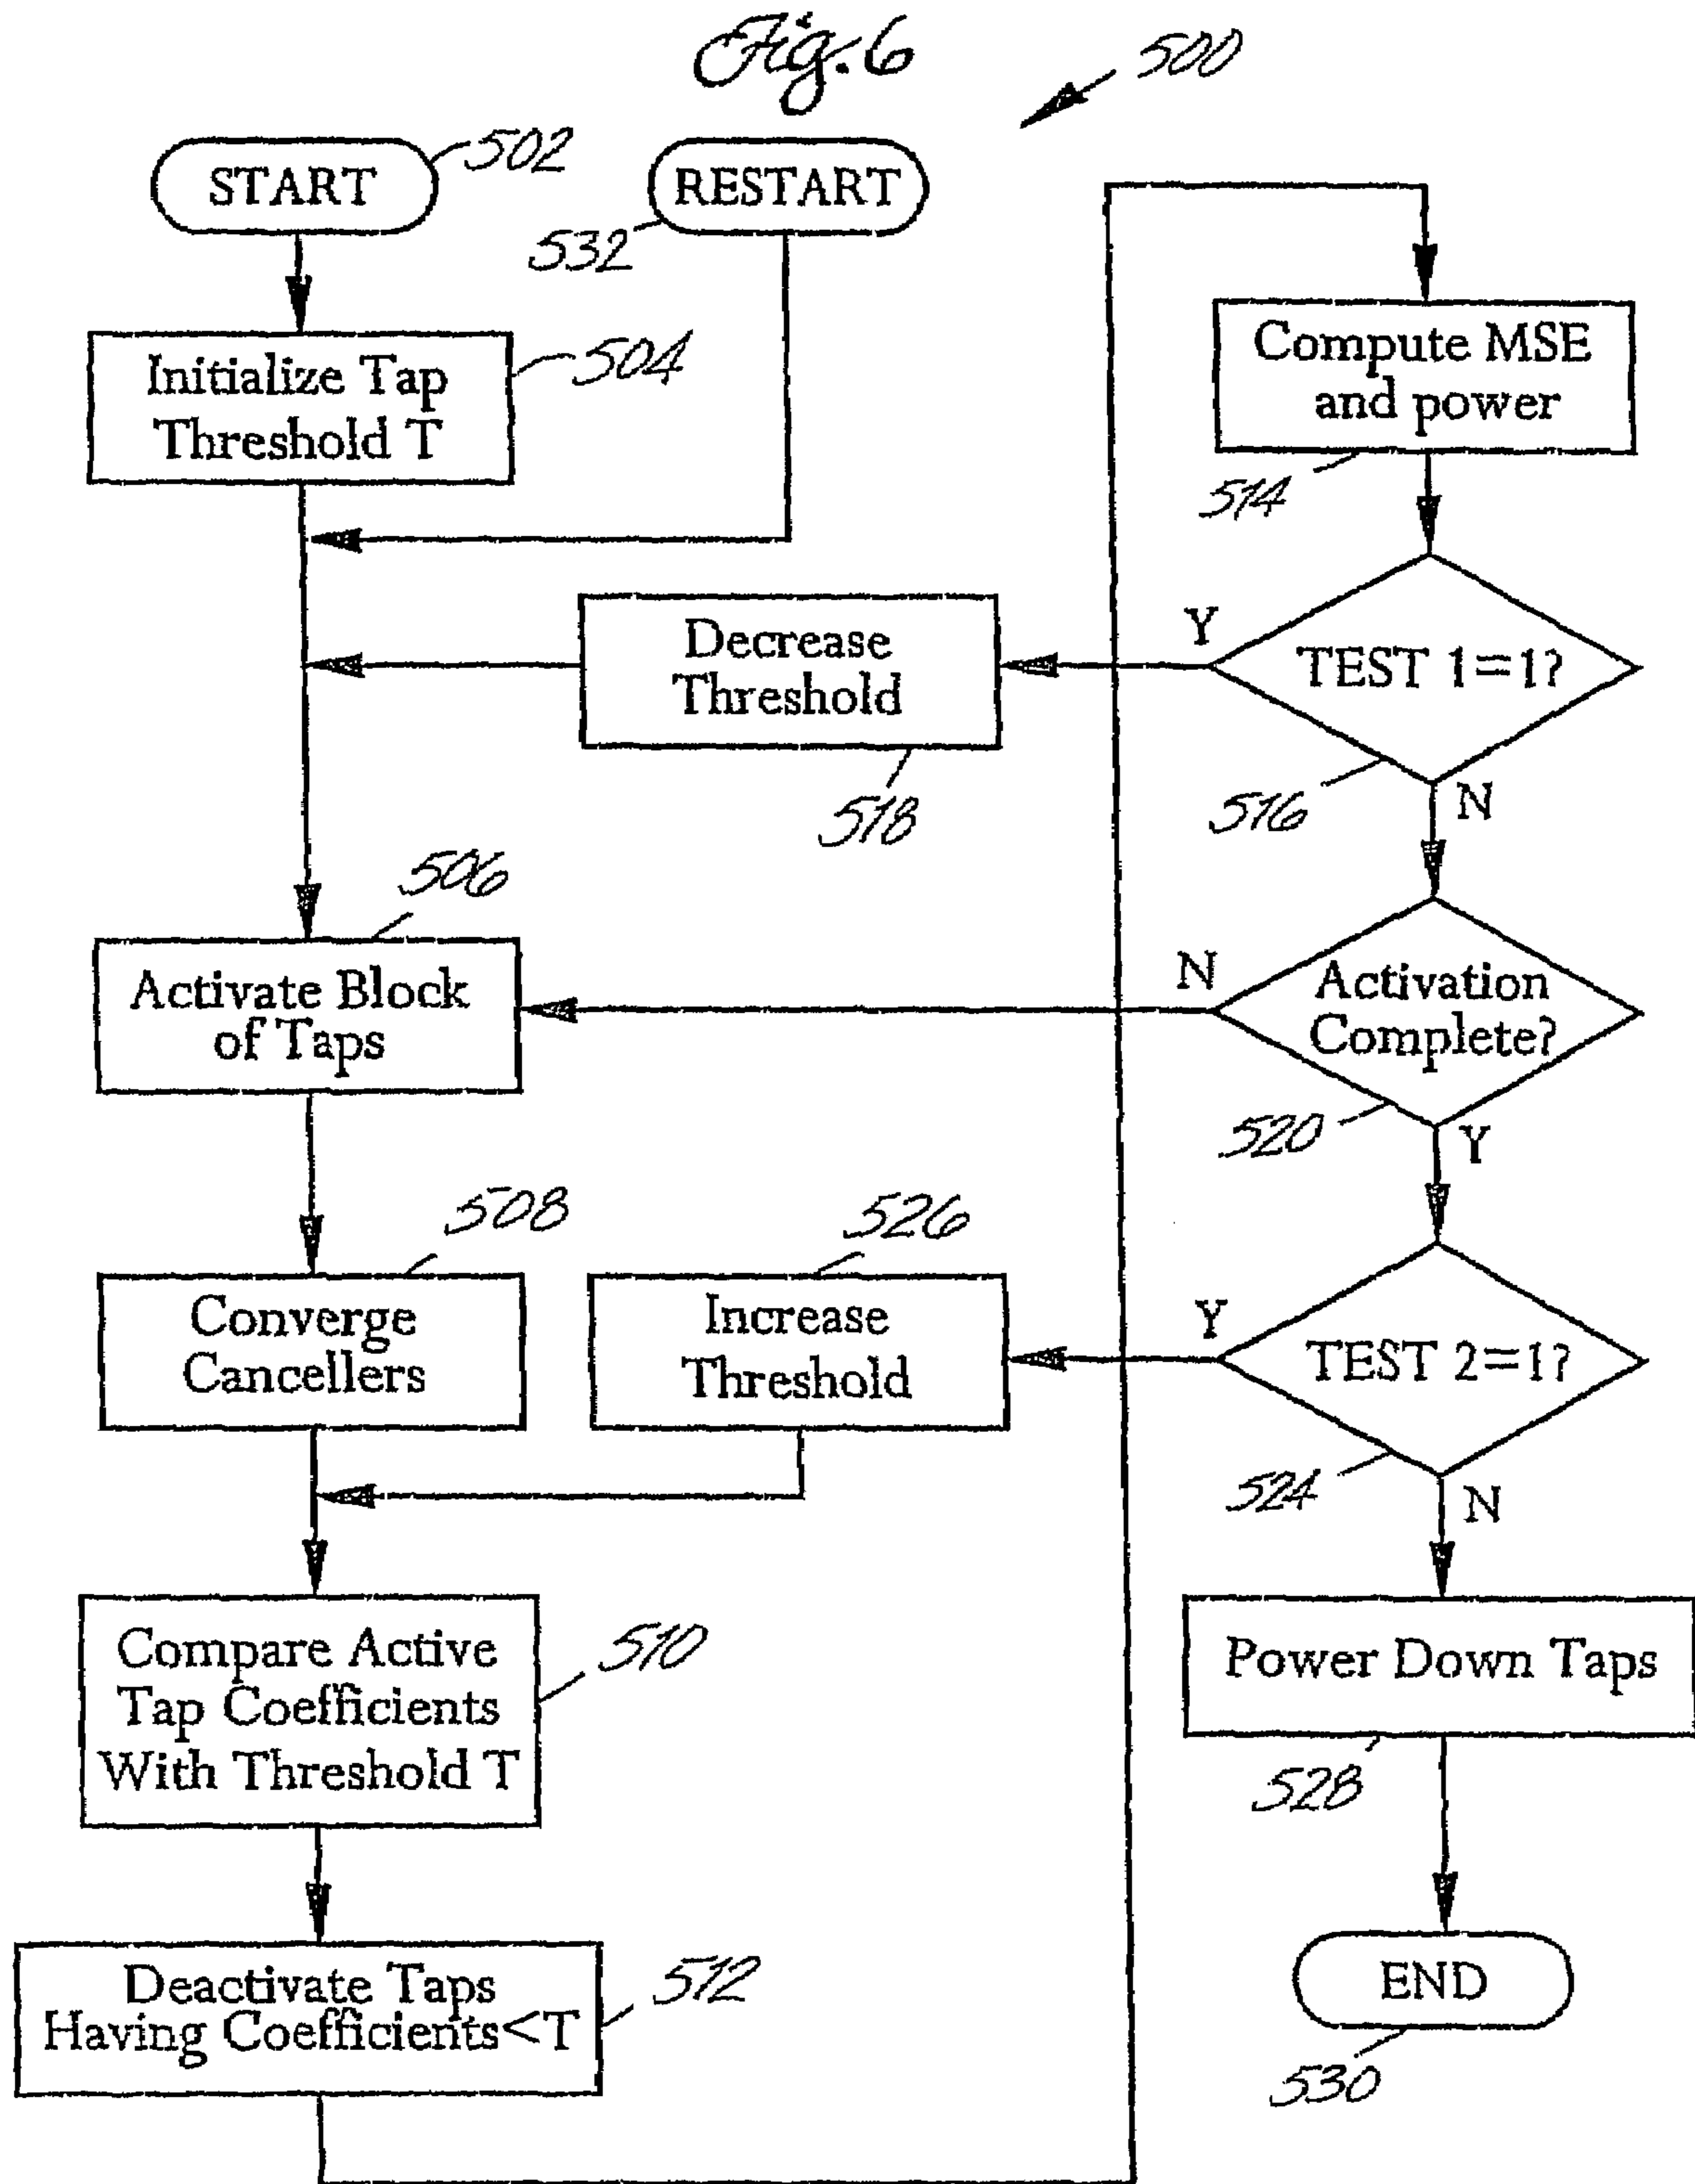 Fig. 6
500
START
502
RESTART
532
Initialize Tap
Threshold T
504
Compute MSE
and power
514
Decrease
Threshold
518
Y
TEST 1=1?
516
N
506
Activate Block
of Taps
N
Activation
Complete?
520
Y
508
Converge
Cancellers
526
Increase
Threshold
Y
TEST 2=1?
524
N
Compare Active
Tap Coefficients
With Threshold T
510
Power Down Taps
528
Deactivate Taps
Having Coefficients<T
512
END
530